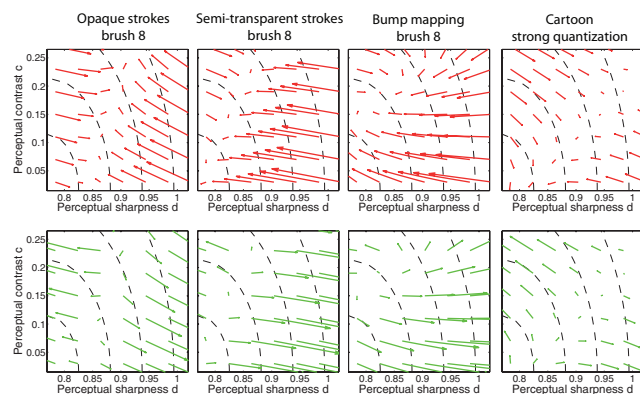 Opaque strokes
brush 8
Semi-transparent strokes
brush 8
Bump mapping
brush 8
Cartoon
strong quantization
Perceptual contrast c
0.25
0.2
0.15
0.1
0.05
0.8 0.85 0.9 0.95 1
0.8 0.85 0.9 0.95 1
0.8 0.85 0.9 0.95 1
0.8 0.85 0.9 0.95 1
Perceptual sharpness d
Perceptual sharpness d
Perceptual sharpness d
Perceptual sharpness d
Perceptual contrast c
0.25
0.2
0.15
0.1
0.05
0.8 0.85 0.9 0.95 1
0.8 0.85 0.9 0.95 1
0.8 0.85 0.9 0.95 1
0.8 0.85 0.9 0.95 1
Perceptual sharpness d
Perceptual sharpness d
Perceptual sharpness d
Perceptual sharpness d